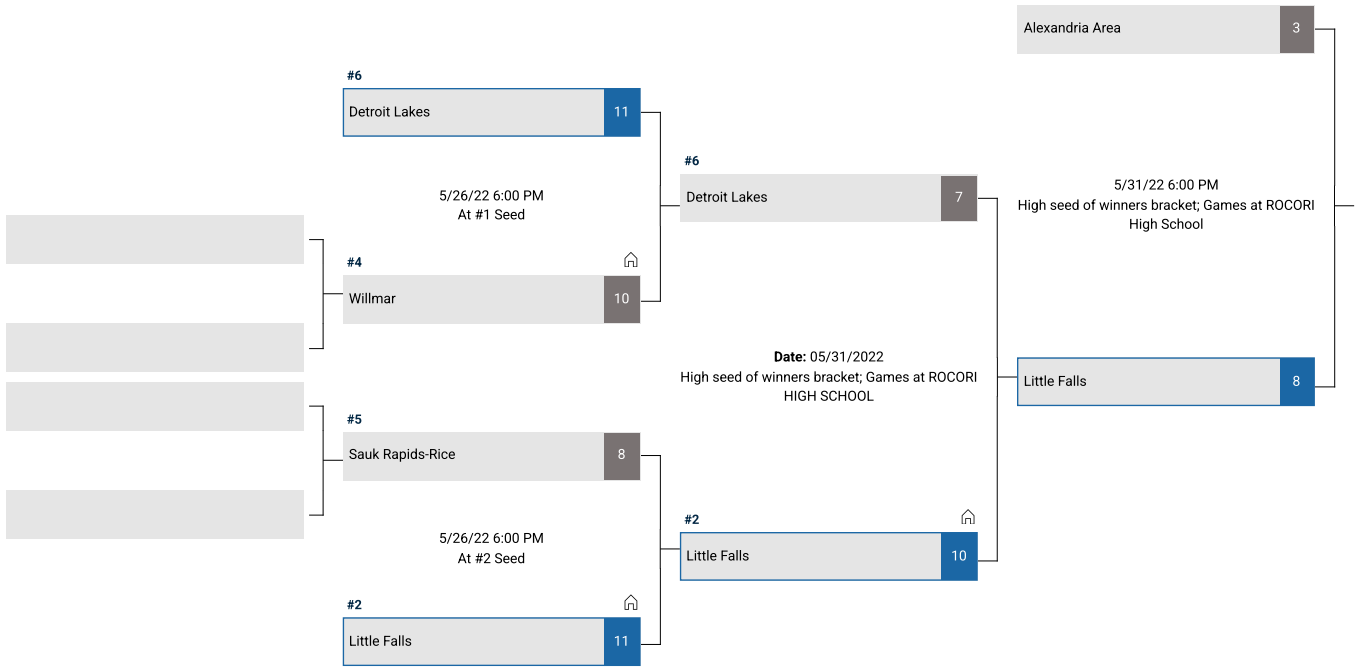 Alexandria Area 3
#6
Detroit Lakes 11
5/26/22 6:00 PM
At #1 Seed
#4
Willmar 10
#5
Sauk Rapids-Rice 8
5/26/22 6:00 PM
At #2 Seed
#2
Little Falls 11
#6
Detroit Lakes 7
Date: 05/31/2022
High seed of winners bracket; Games at ROCORI
HIGH SCHOOL
#2
Little Falls 10
5/31/22 6:00 PM
High seed of winners bracket; Games at ROCORI
High School
Little Falls 8